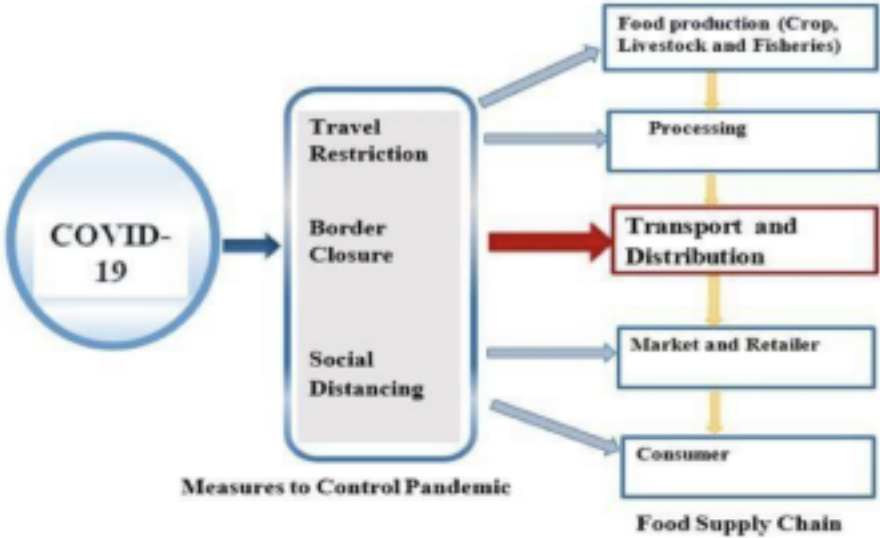 COVID-
19
Travel
Restriction
Border
Closure
Social
Distancing
Measures to Control Pandemic
Food production (Crop,
Livestock and Fisheries)
Processing
Transport and
Distribution
Market and Retailer
Consumer
Food Supply Chain